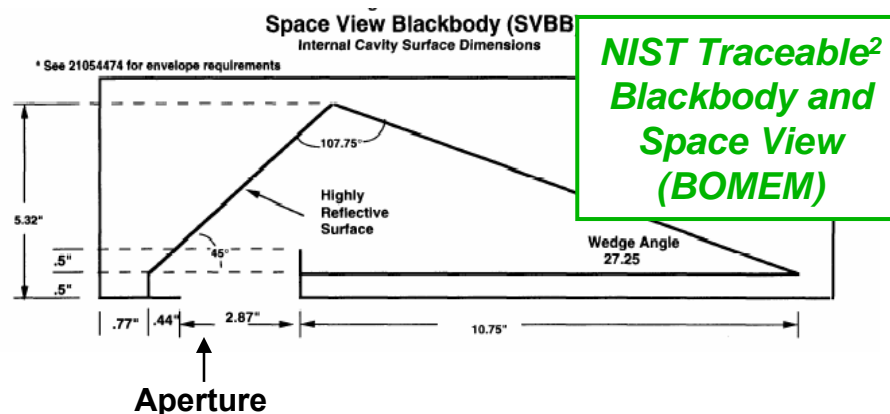 Space View Blackbody (SVBB)
Internal Cavity Surface Dimensions
* See 21054474 for envelope requirements
NIST Traceable²
Blackbody and
Space View
(BOMEM)
107.75°
Highly
Reflective
Surface
5.32"
45°
Wedge Angle
27.25
.5"
.5"
.77"
.44"
2.87"
10.75"
Aperture